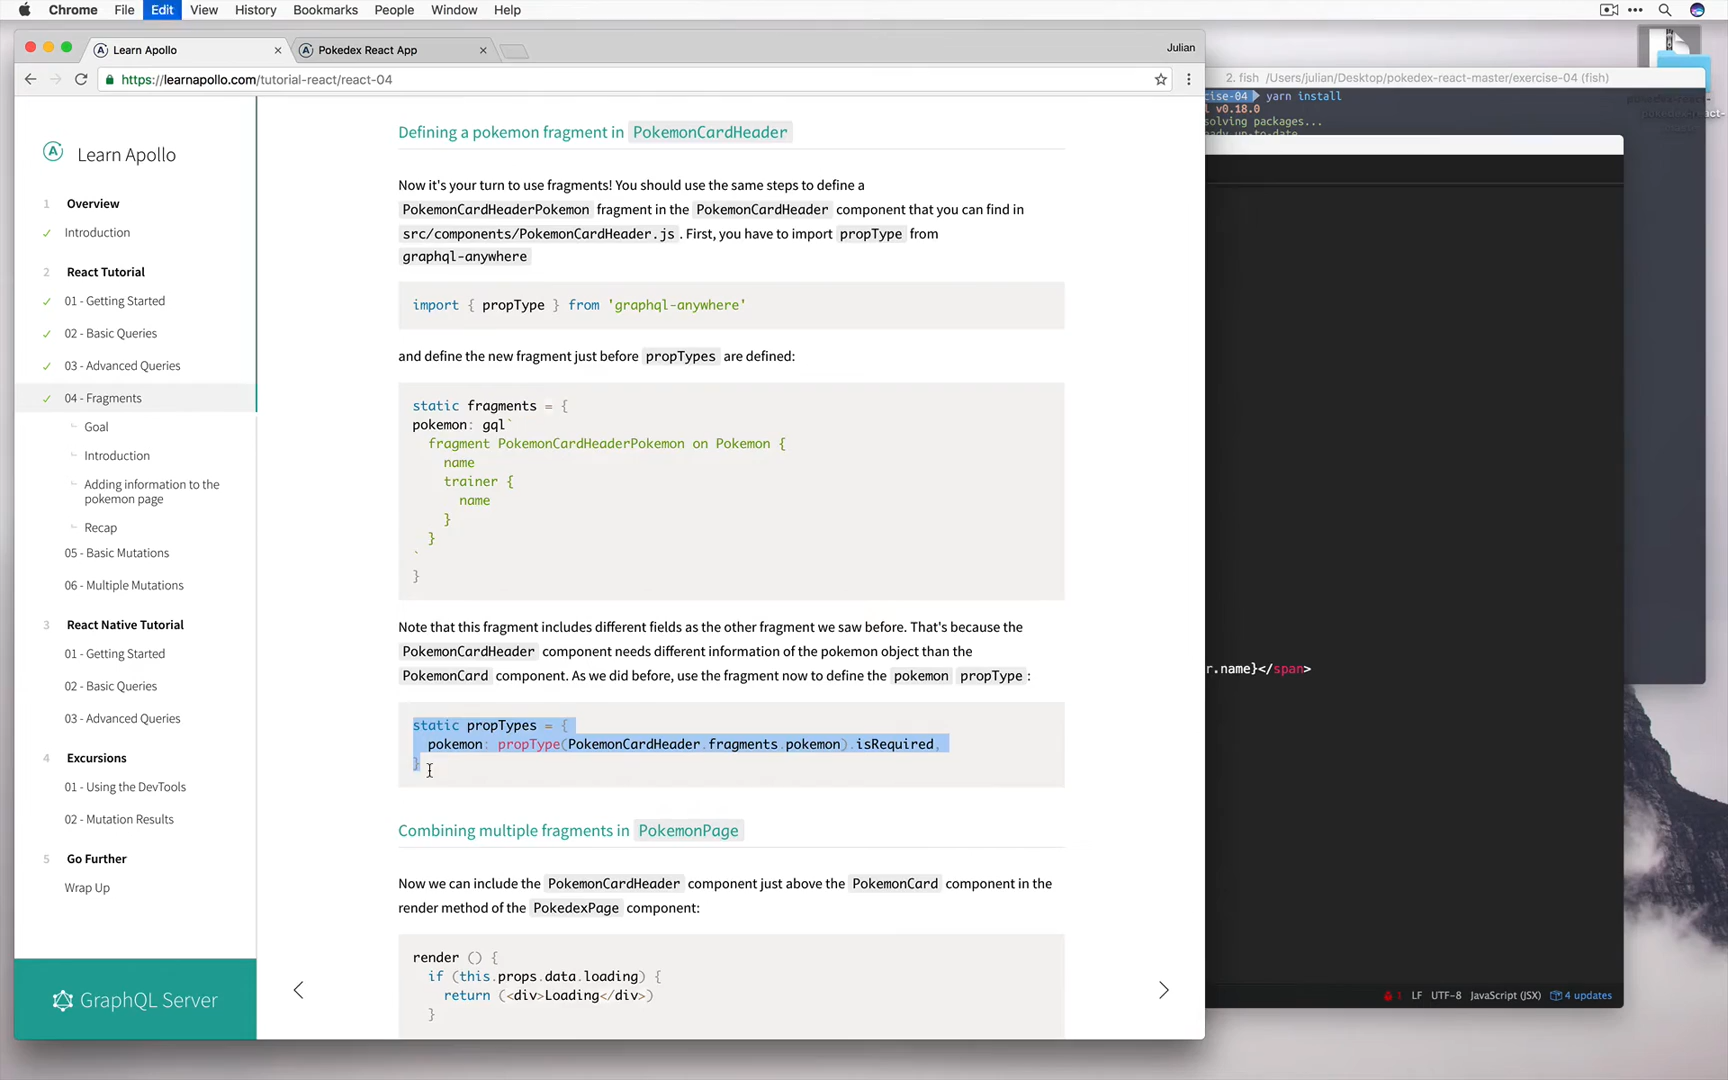 Chrome File Edit View History Bookmarks People Window Help
Learn Apollo
Pokedex React App
Julian
https://learnapollo.com/tutorial-react/react-04
Learn Apollo
1 Overview
Introduction
2 React Tutorial
01 - Getting Started
02 - Basic Queries
03 - Advanced Queries
04 - Fragments
Goal
Introduction
Adding information to the
pokemon page
Recap
05 - Basic Mutations
06 - Multiple Mutations
3 React Native Tutorial
01 - Getting Started
02 - Basic Queries
03 - Advanced Queries
4 Excursions
01 - Using the DevTools
02 - Mutation Results
5 Go Further
Wrap Up
GraphQL Server
Defining a pokemon fragment in PokemonCardHeader
Now it's your turn to use fragments! You should use the same steps to define a
PokemonCardHeaderPokemon fragment in the PokemonCardHeader component that you can find in
src/components/PokemonCardHeader.js . First, you have to import propType from
graphql-anywhere
import { propType } from 'graphql-anywhere'
and define the new fragment just before propTypes are defined:
static fragments = {
pokemon: gql`
fragment PokemonCardHeaderPokemon on Pokemon {
name
trainer {
name
}
}
`
}
Note that this fragment includes different fields as the other fragment we saw before. That's because the
PokemonCardHeader component needs different information of the pokemon object than the
PokemonCard component. As we did before, use the fragment now to define the pokemon propType :
static propTypes = {
pokemon: propType(PokemonCardHeader.fragments.pokemon).isRequired,
}
Combining multiple fragments in PokemonPage
Now we can include the PokemonCardHeader component just above the PokemonCard component in the
render method of the PokedexPage component:
render () {
if (this.props.data.loading) {
return (<div>Loading</div>)
}
2. fish /Users/julian/Desktop/pokedex-react-master/exercise-04 (fish)
cise-04 yarn install
l v0.18.0
solving packages...
eady up-to-date
r.name}</span>
1 LF UTF-8 JavaScript (JSX) 4 updates